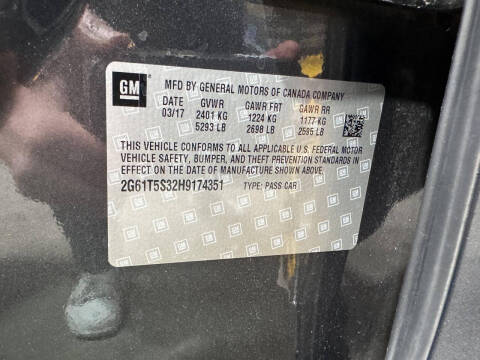 GM
MFD BY GENERAL MOTORS OF CANADA COMPANY
DATE GVWR GAWR FRT GAWR RR
03/17 2401 KG 1224 KG 1177 KG
5293 LB 2698 LB 2595 LB
THIS VEHICLE CONFORMS TO ALL APPLICABLE U.S. FEDERAL MOTOR
VEHICLE SAFETY, BUMPER, AND THEFT PREVENTION STANDARDS IN
EFFECT ON THE DATE OF MANUFACTURE SHOWN ABOVE.
2G61T5S32H9174351 TYPE: PASS CAR